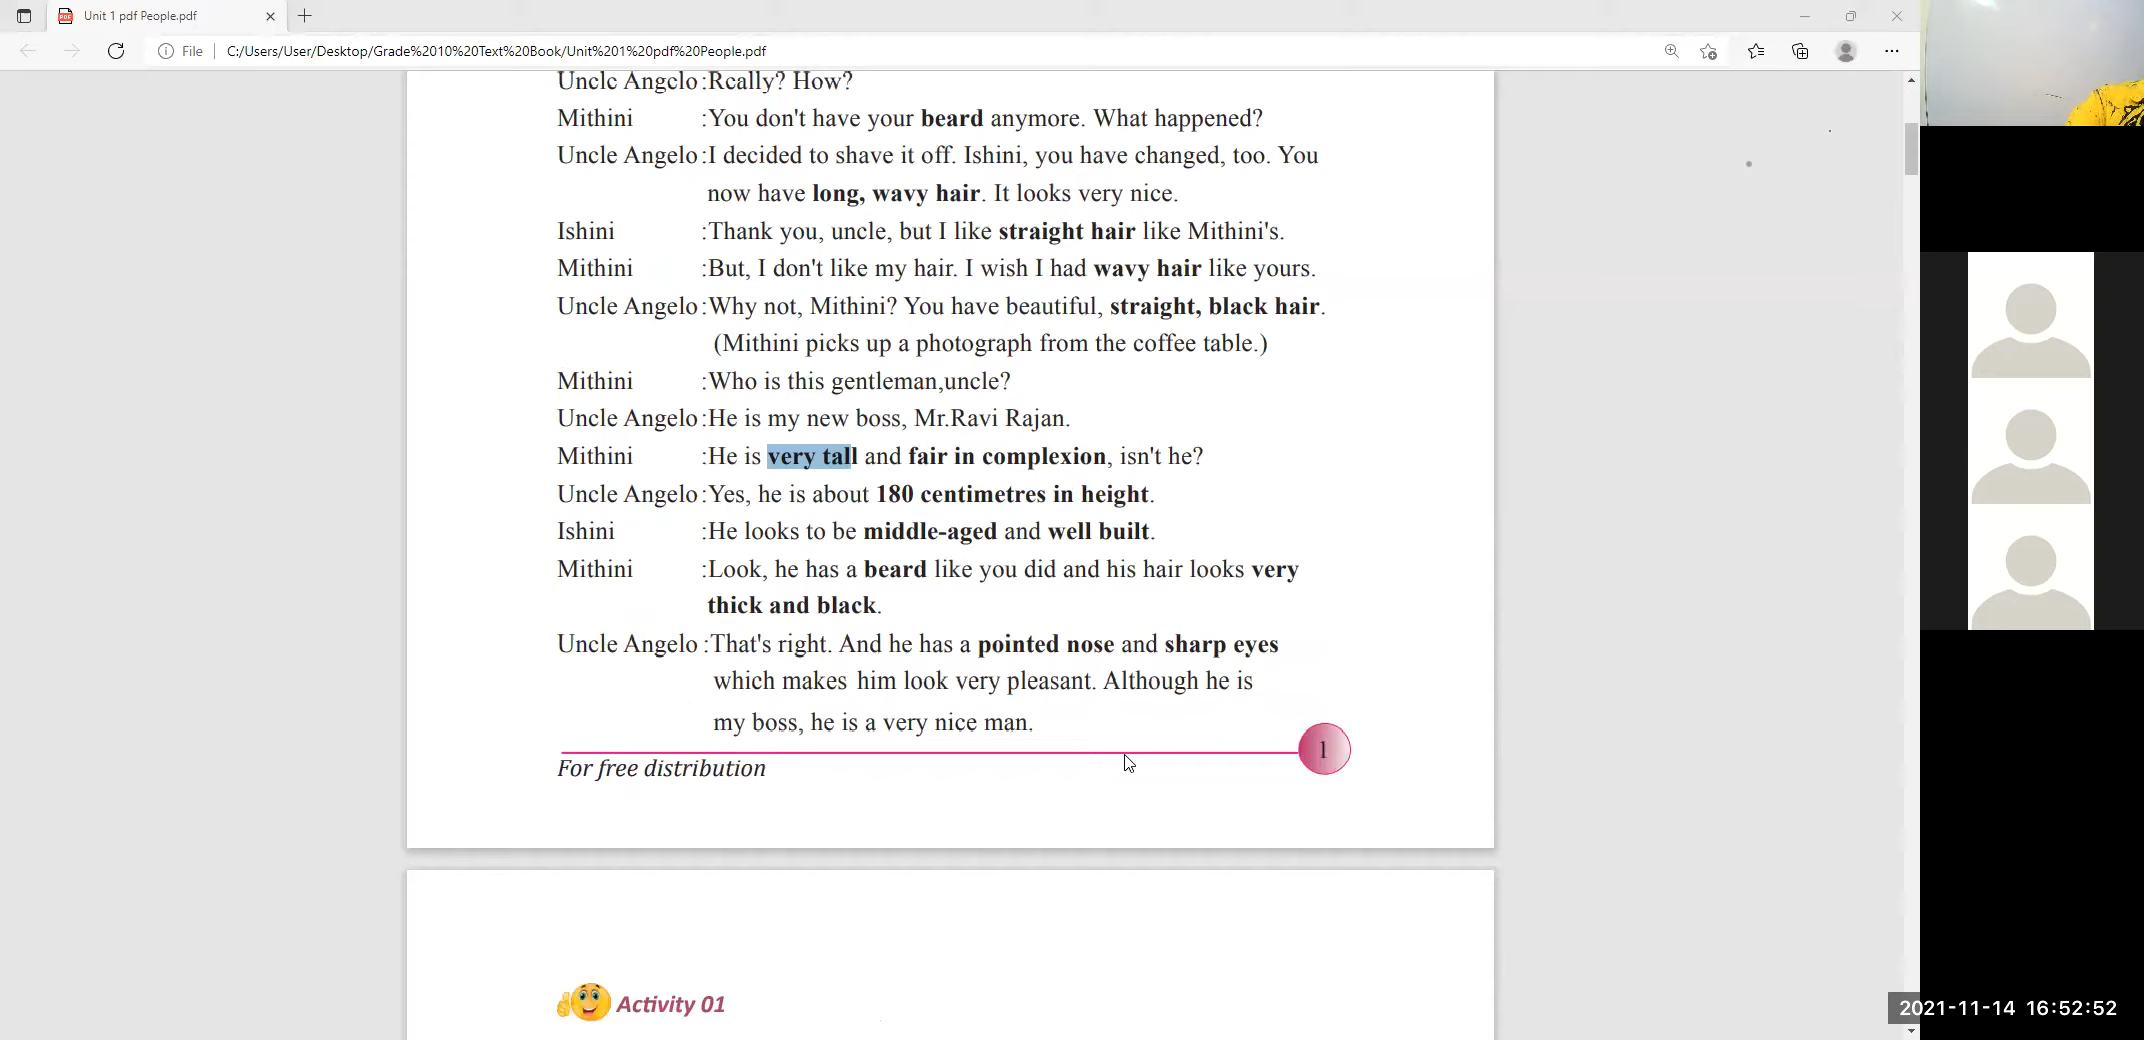 Unit 1 pdf People.pdf
File C:/Users/User/Desktop/Grade%2010%20Text%20Book/Unit%201%20pdf%20People.pdf
Uncle Angelo :Really? How?
Mithini :You don't have your beard anymore. What happened?
Uncle Angelo :I decided to shave it off. Ishini, you have changed, too. You
now have long, wavy hair. It looks very nice.
Ishini :Thank you, uncle, but I like straight hair like Mithini's.
Mithini :But, I don't like my hair. I wish I had wavy hair like yours.
Uncle Angelo :Why not, Mithini? You have beautiful, straight, black hair.
(Mithini picks up a photograph from the coffee table.)
Mithini :Who is this gentleman,uncle?
Uncle Angelo :He is my new boss, Mr.Ravi Rajan.
Mithini :He is very tall and fair in complexion, isn't he?
Uncle Angelo :Yes, he is about 180 centimetres in height.
Ishini :He looks to be middle-aged and well built.
Mithini :Look, he has a beard like you did and his hair looks very
thick and black.
Uncle Angelo :That's right. And he has a pointed nose and sharp eyes
which makes him look very pleasant. Although he is
my boss, he is a very nice man.
1
For free distribution
Activity 01
2021-11-14 16:52:52